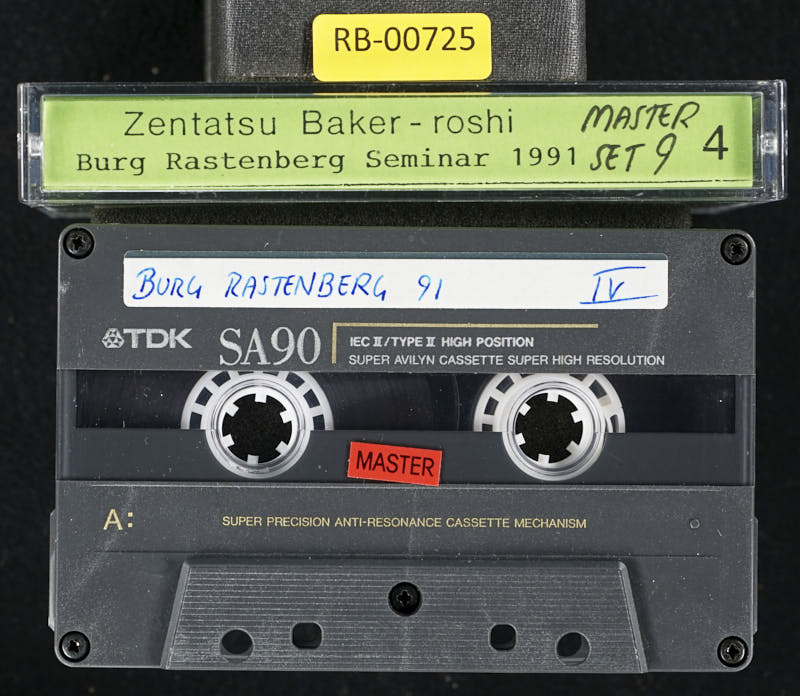 RB-00725
Zentatsu Baker-roshi
Burg Rastenberg Seminar 1991
MASTER
SET 9
4
BURG RASTENBERG 91 IV
TDK SA90
IEC II/TYPE II HIGH POSITION
SUPER AVILYN CASSETTE SUPER HIGH RESOLUTION
MASTER
A:
SUPER PRECISION ANTI-RESONANCE CASSETTE MECHANISM